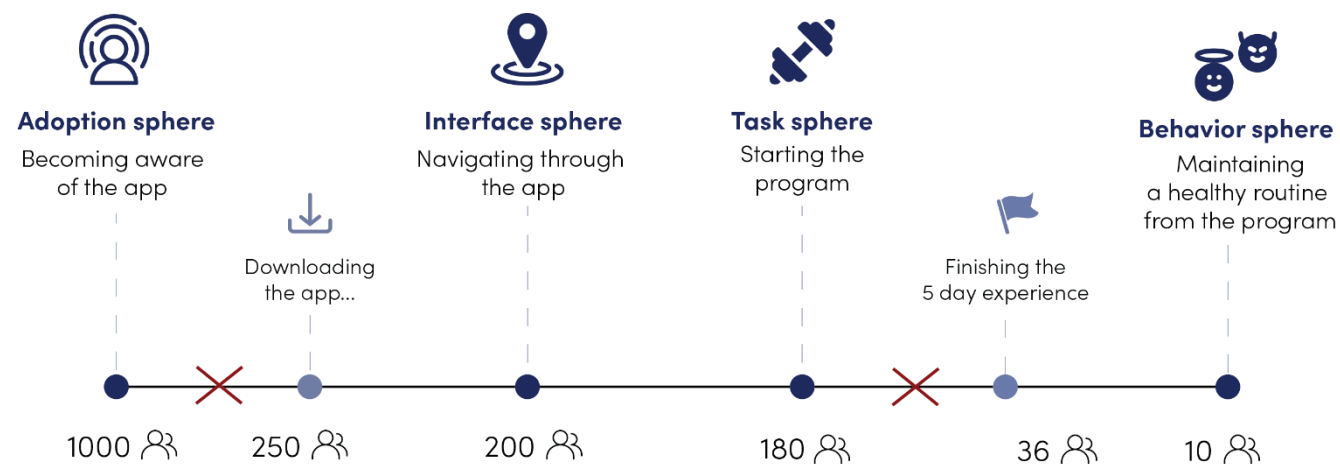 Adoption sphere
Becoming aware
of the app
Downloading
the app...
Interface sphere
Navigating through
the app
Task sphere
Starting the
program
Finishing the
5 day experience
Behavior sphere
Maintaining
a healthy routine
from the program
1000
250
200
180
36
10